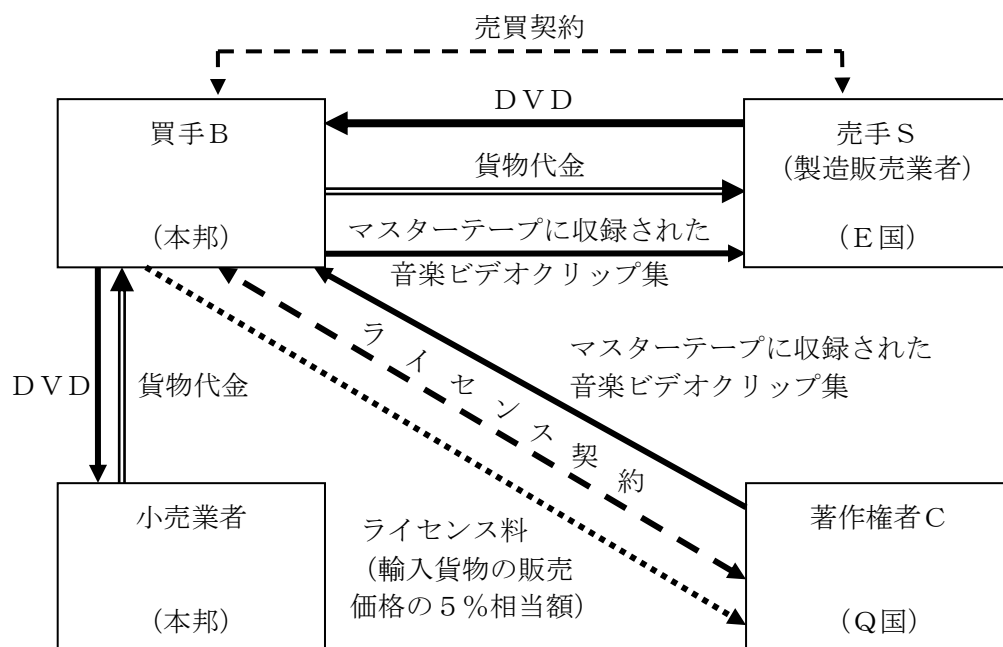 売買契約
DVD
買手B
(本邦)
売手S
(製造販売業者)
(E国)
貨物代金
マスターテープに収録された
音楽ビデオクリップ集
ライセンス契約
マスターテープに収録された
音楽ビデオクリップ集
DVD
貨物代金
小売業者
(本邦)
ライセンス料
(輸入貨物の販売
価格の5%相当額)
著作権者C
(Q国)